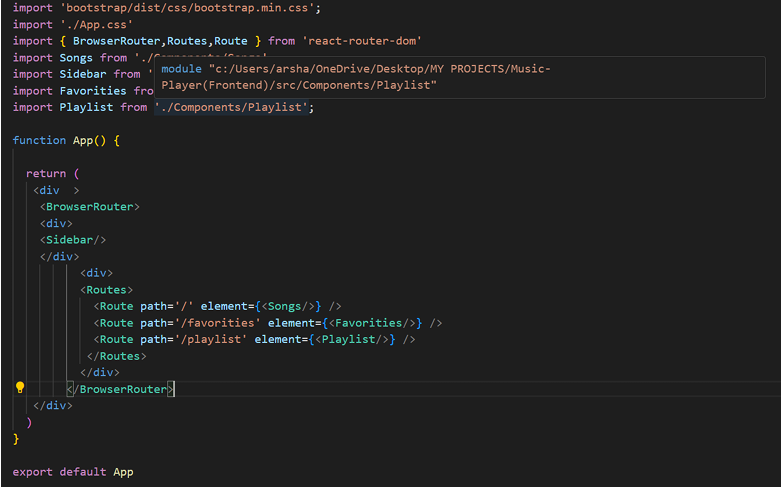 import 'bootstrap/dist/css/bootstrap.min.css';
import './App.css'
import { BrowserRouter,Routes,Route } from 'react-router-dom'
import Songs from './Components/Songs'
import Sidebar from '
module "c:/Users/arsha/OneDrive/Desktop/MY PROJECTS/Music-
Player(Frontend)/src/Components/Playlist"
import Favorities fro
import Playlist from './Components/Playlist';
function App() {
return (
<div  >
<BrowserRouter>
<div>
<Sidebar/>
</div>
<div>
<Routes>
<Route path='/' element={<Songs/>} />
<Route path='/favorities' element={<Favorities/>} />
<Route path='/playlist' element={<Playlist/>} />
</Routes>
</div>
</BrowserRouter>
</div>
)
}
export default App